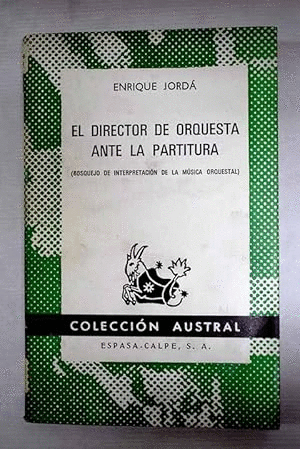 ENRIQUE JORDÁ
EL DIRECTOR DE ORQUESTA
ANTE LA PARTITURA
(BOSQUEJO DE INTERPRETACIÓN DE LA MÚSICA ORQUESTAL)
COLECCIÓN AUSTRAL
ESPASA-CALPE, S. A.